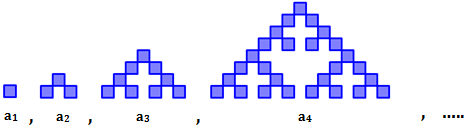 a1 , a2 , a3 , a4 , .....